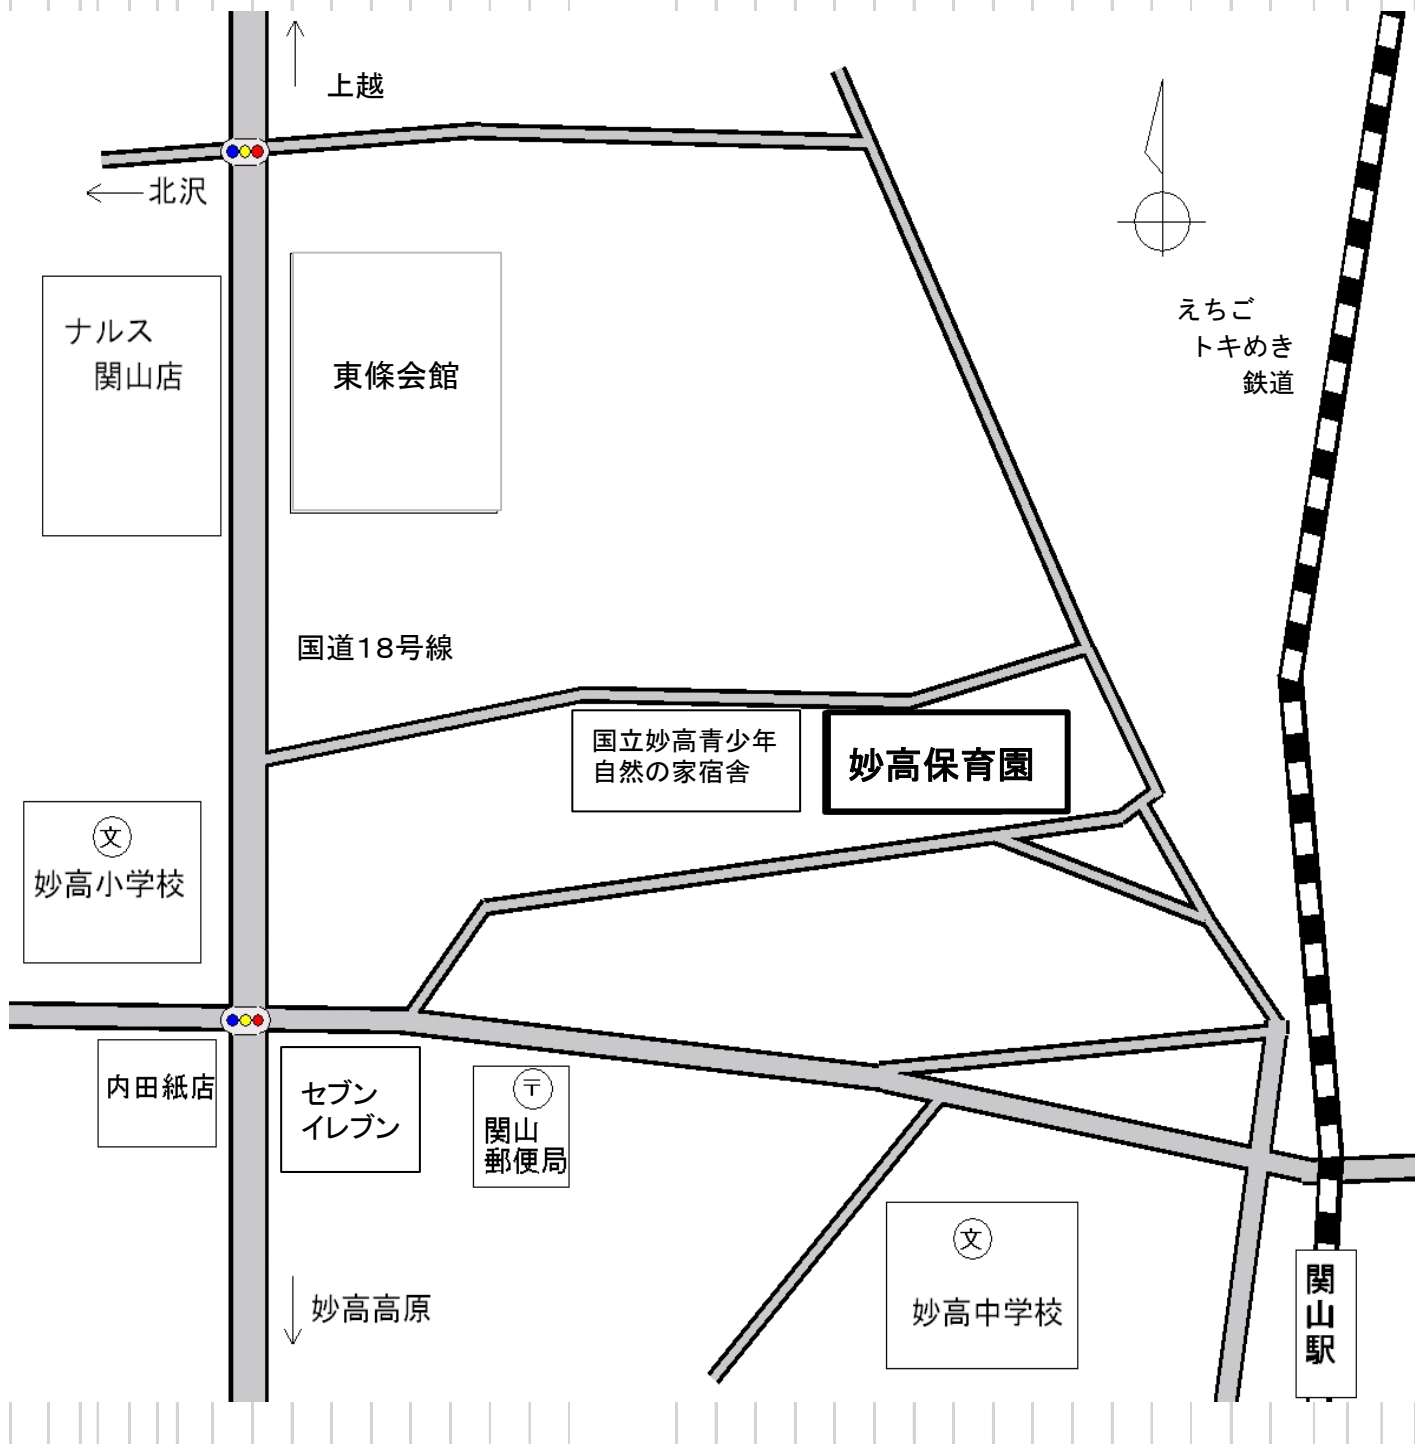 上越
北沢
ナルス
関山店
東條会館
えちご
トキめき
鉄道
国道18号線
国立妙高青少年
自然の家宿舎
妙高保育園
文
妙高小学校
内田紙店
セブン
イレブン
〒
関山
郵便局
文
妙高中学校
妙高高原
関山駅